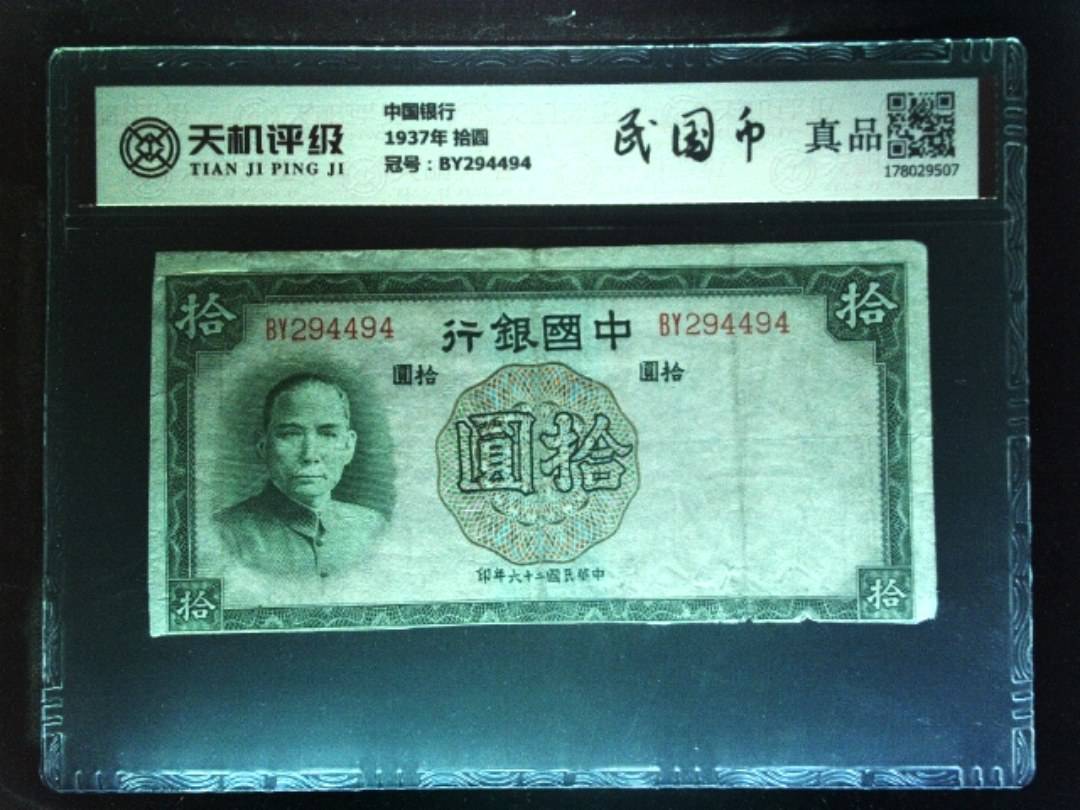 天机评级
TIAN JI PING JI
中国银行
1937年 拾圆
冠号：BY294494
民国币
真品
178029507
拾
拾
BY294494
中國銀行
BY294494
拾圓
拾圓
拾圓
中華民國二十六年印
拾
拾